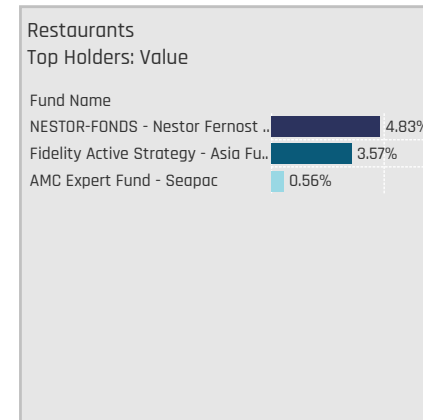 Restaurants
Top Holders: Value
Fund Name
NESTOR-FONDS - Nestor Fernost .. 4.83%
Fidelity Active Strategy - Asia Fu.. 3.57%
AMC Expert Fund - Seapac 0.56%